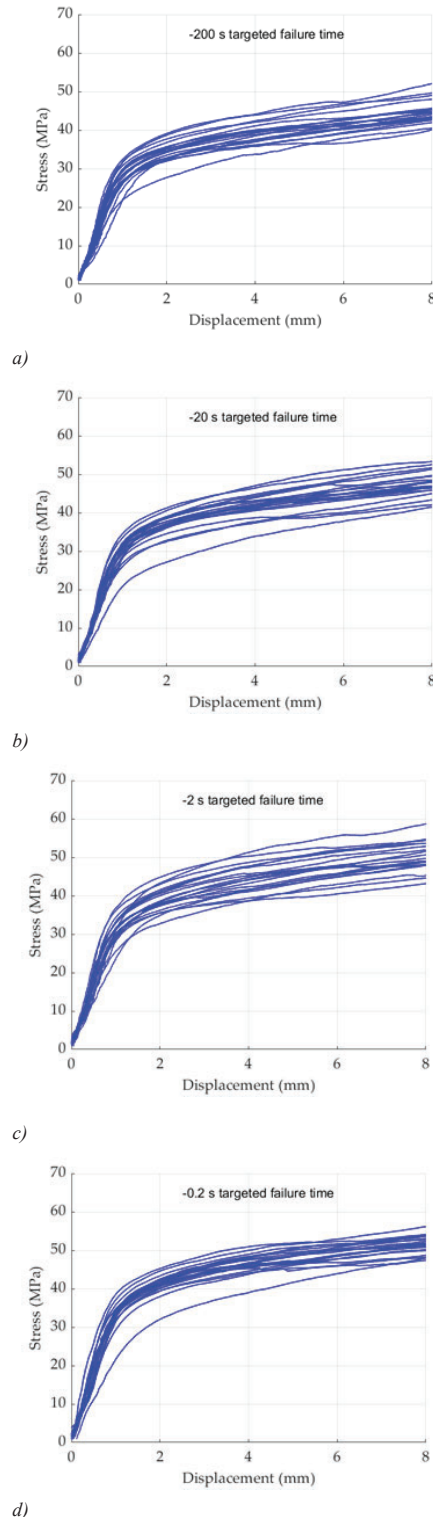 -200 s targeted failure time
70
60
50
40
30
20
10
0
Stress (MPa)
0 2 4 6 8
Displacement (mm)
a)
-20 s targeted failure time
70
60
50
40
30
20
10
0
Stress (MPa)
0 2 4 6 8
Displacement (mm)
b)
-2 s targeted failure time
70
60
50
40
30
20
10
0
Stress (MPa)
0 2 4 6 8
Displacement (mm)
c)
-0.2 s targeted failure time
70
60
50
40
30
20
10
0
Stress (MPa)
0 2 4 6 8
Displacement (mm)
d)